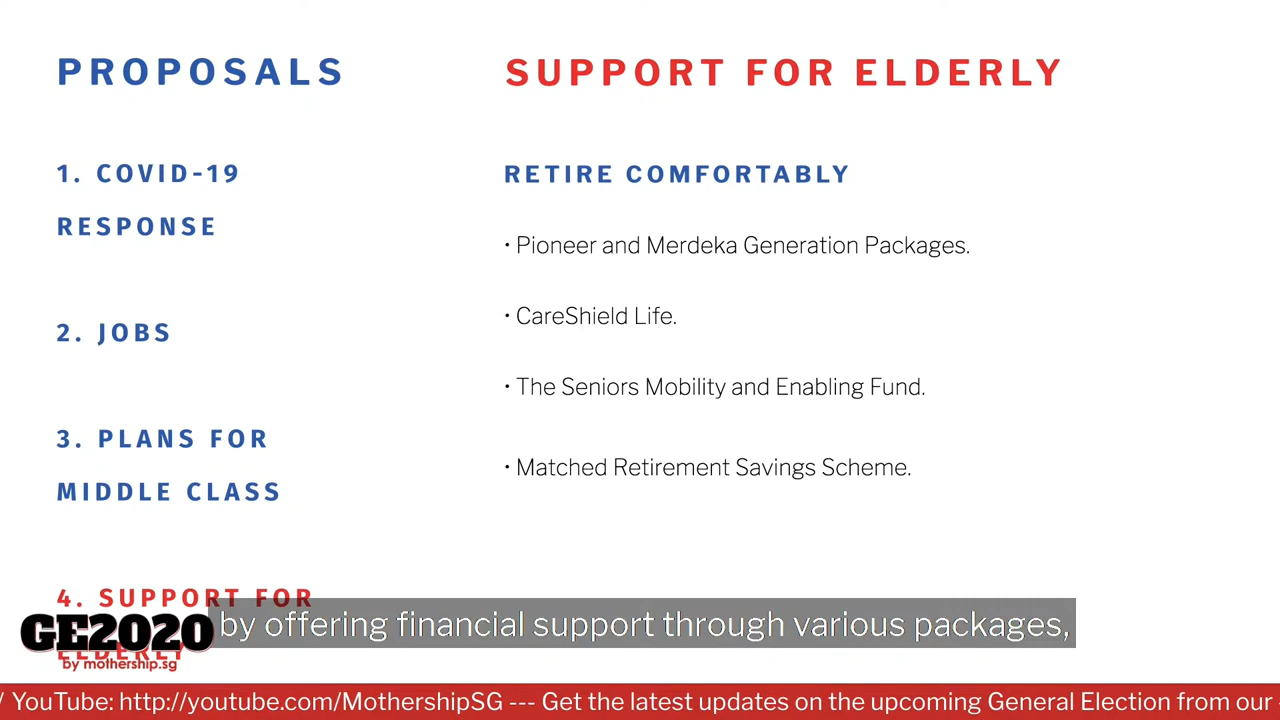 PROPOSALS
1. COVID-19
RESPONSE
2. JOBS
3. PLANS FOR
MIDDLE CLASS
4. SUPPORT FOR
ELDERLY
SUPPORT FOR ELDERLY
RETIRE COMFORTABLY
• Pioneer and Merdeka Generation Packages.
• CareShield Life.
• The Seniors Mobility and Enabling Fund.
• Matched Retirement Savings Scheme.
by offering financial support through various packages,
GE2020
by mothership.sg
/ YouTube: http://youtube.com/MothershipSG --- Get the latest updates on the upcoming General Election from our